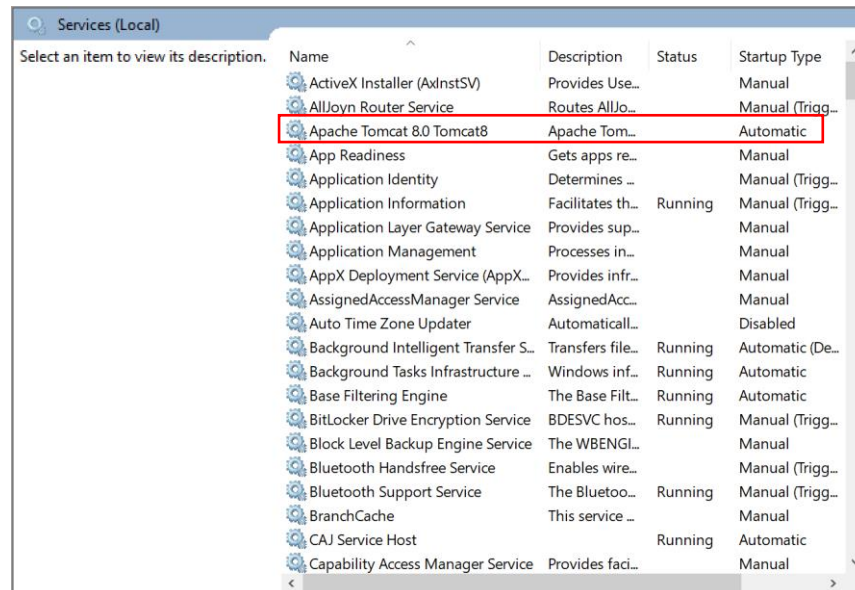 Services (Local)
Select an item to view its description.
Name Description Status Startup Type
ActiveX Installer (AxInstSV) Provides Use... Manual
AllJoyn Router Service Routes AllJo... Manual (Trigg...
Apache Tomcat 8.0 Tomcat8 Apache Tom... Automatic
App Readiness Gets apps re... Manual
Application Identity Determines ... Manual (Trigg...
Application Information Facilitates th... Running Manual (Trigg...
Application Layer Gateway Service Provides sup... Manual
Application Management Processes in... Manual
AppX Deployment Service (AppX... Provides infr... Manual
AssignedAccessManager Service AssignedAcc... Manual
Auto Time Zone Updater Automaticall... Disabled
Background Intelligent Transfer S... Transfers file... Running Automatic (De...
Background Tasks Infrastructure ... Windows inf... Running Automatic
Base Filtering Engine The Base Filt... Running Automatic
BitLocker Drive Encryption Service BDESVC hos... Running Manual (Trigg...
Block Level Backup Engine Service The WBENGI... Manual
Bluetooth Handsfree Service Enables wire... Manual (Trigg...
Bluetooth Support Service The Bluetoo... Running Manual (Trigg...
BranchCache This service ... Manual
CAJ Service Host Running Automatic
Capability Access Manager Service Provides faci... Manual